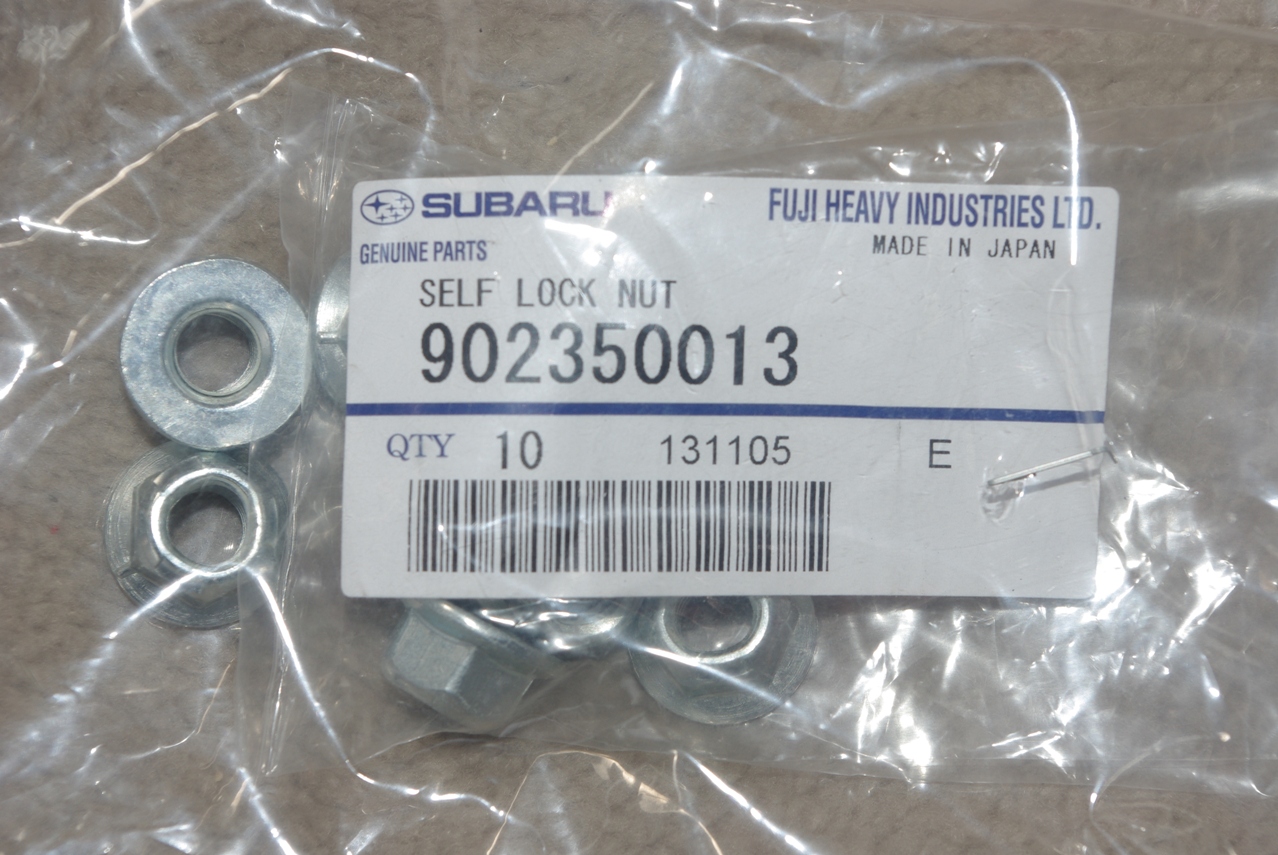 SUBARU FUJI HEAVY INDUSTRIES LTD.
GENUINE PARTS MADE IN JAPAN
SELF LOCK NUT
902350013
QTY 10 131105 E